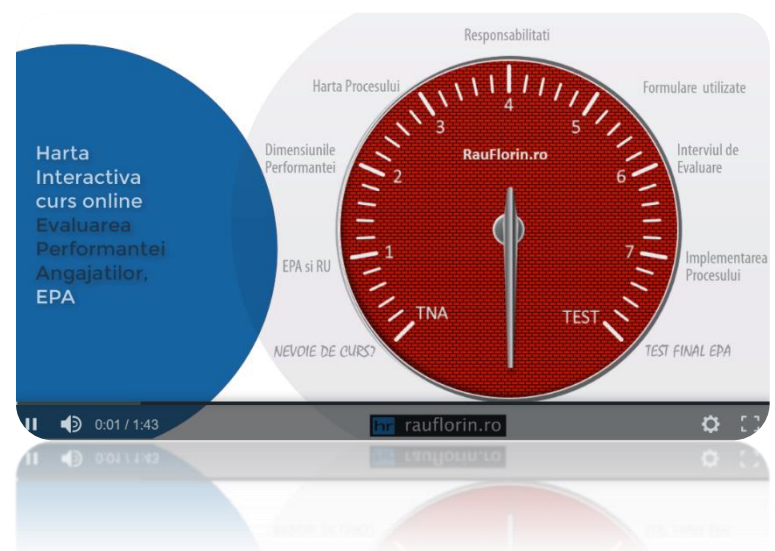 Harta
Interactiva
curs online
Evaluarea
Performantei
Angajatilor,
EPA
Responsabilitati
Harta Procesului
Formulare utilizate
Dimensiunile
Performantei
Interviul de
Evaluare
EPA si RU
Implementarea
Procesului
NEVOIE DE CURS?
TEST FINAL EPA
RauFlorin.ro
TNA
1
2
3
4
5
6
7
TEST
0:01 / 1:43
hr rauflorin.ro